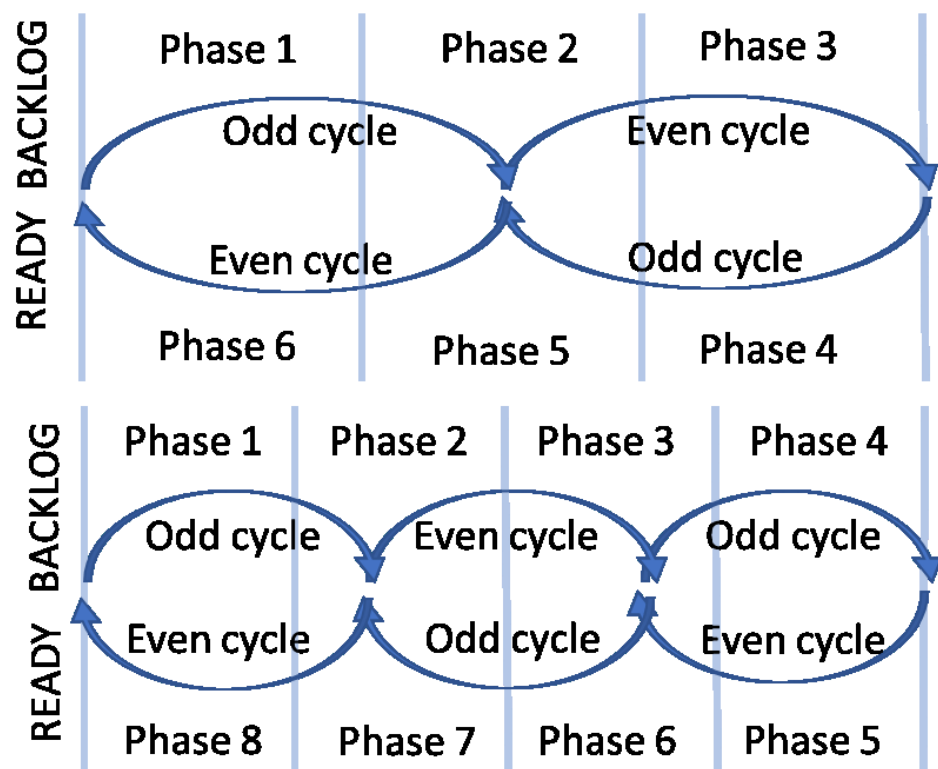 READY BACKLOG
Phase 1 Phase 2 Phase 3
Odd cycle Even cycle
Even cycle Odd cycle
Phase 6 Phase 5 Phase 4
READY BACKLOG
Phase 1 Phase 2 Phase 3 Phase 4
Odd cycle Even cycle Odd cycle
Even cycle Odd cycle Even cycle
Phase 8 Phase 7 Phase 6 Phase 5